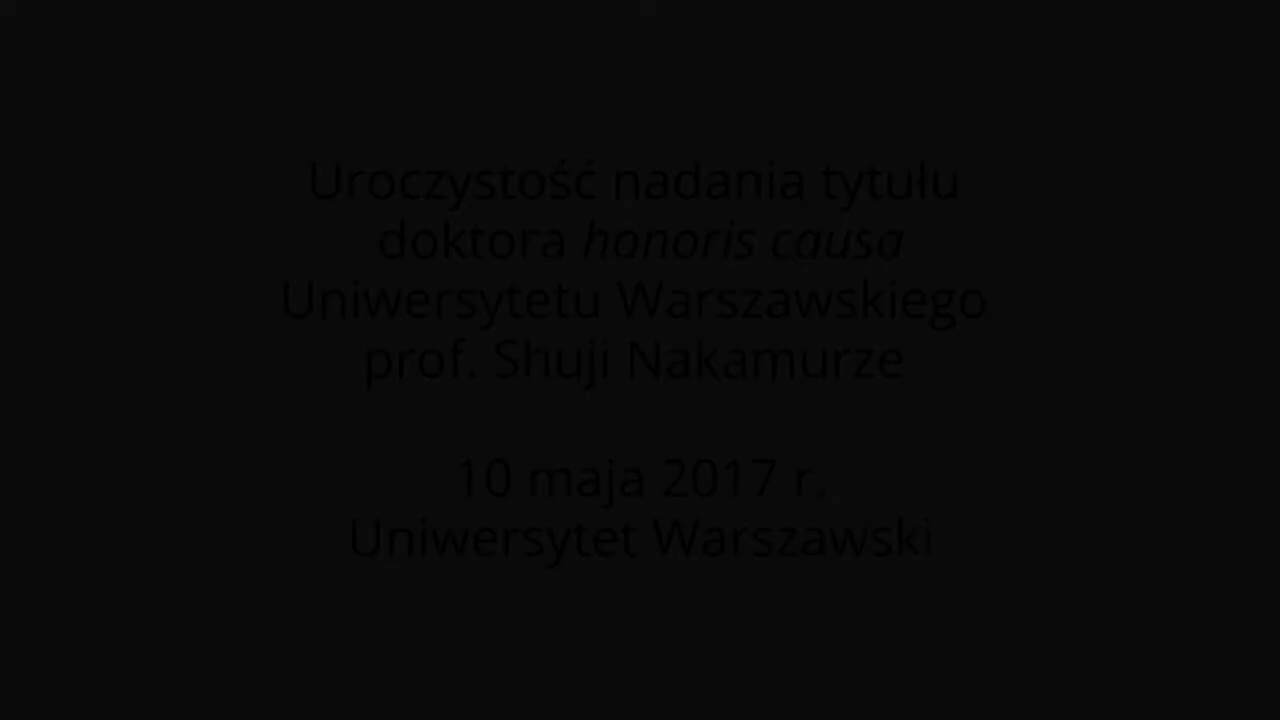 Uroczystość nadania tytułu
doktora honoris causa
Uniwersytetu Warszawskiego
prof. Shuji Nakamurze
10 maja 2017 r.
Uniwersytet Warszawski